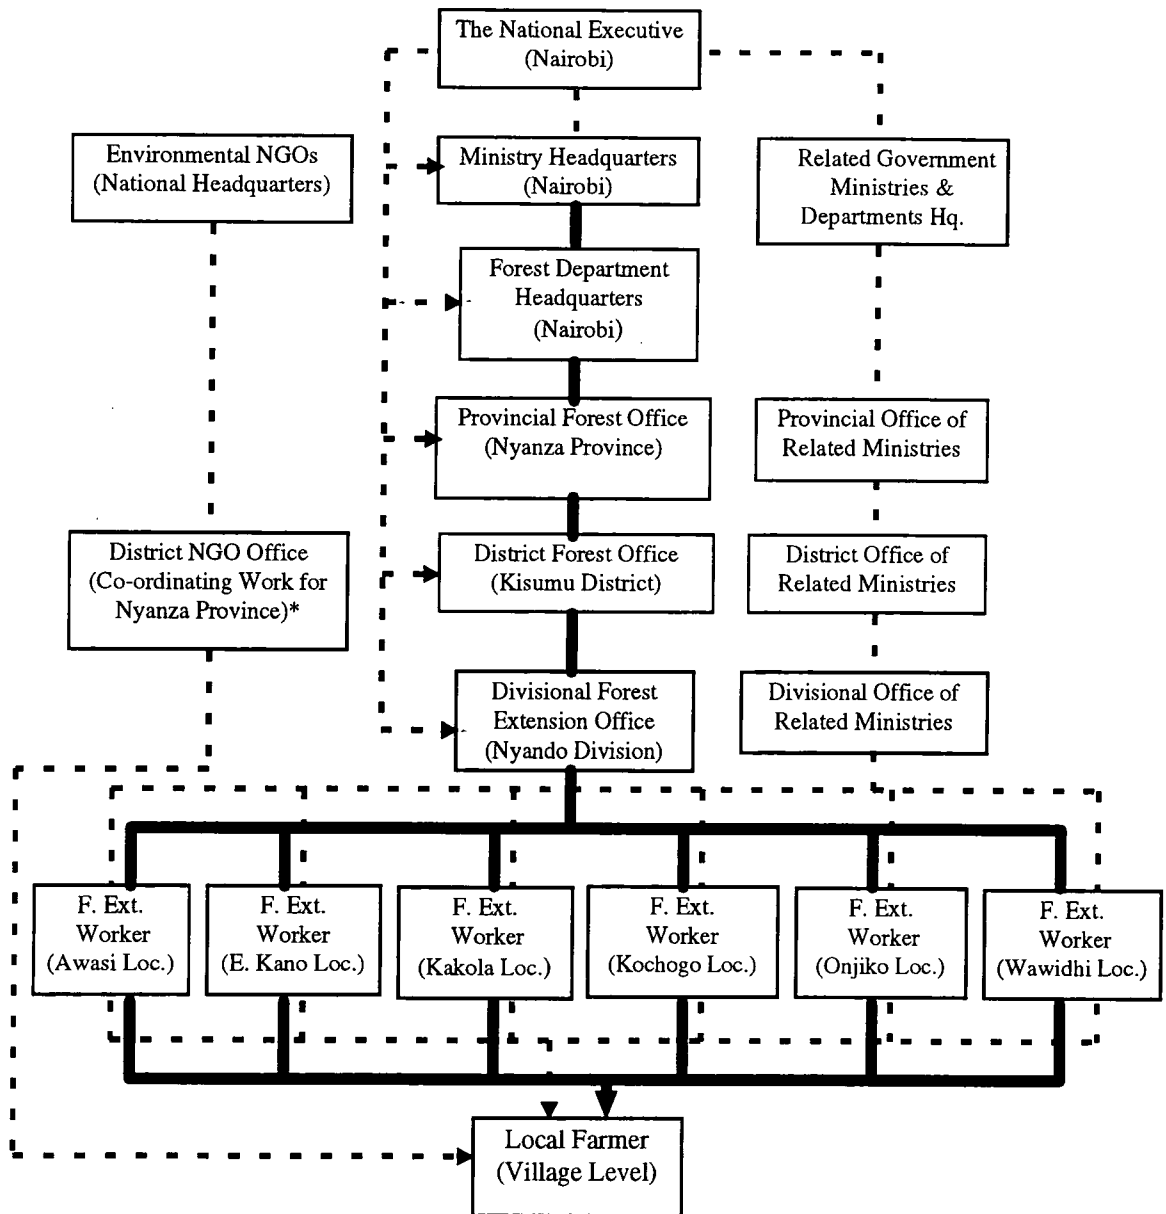 The National Executive
(Nairobi)
Environmental NGOs
(National Headquarters)
Ministry Headquarters
(Nairobi)
Related Government
Ministries &
Departments Hq.
Forest Department
Headquarters
(Nairobi)
Provincial Forest Office
(Nyanza Province)
Provincial Office of
Related Ministries
District NGO Office
(Co-ordinating Work for
Nyanza Province)*
District Forest Office
(Kisumu District)
District Office of
Related Ministries
Divisional Forest
Extension Office
(Nyando Division)
Divisional Office of
Related Ministries
F. Ext.
Worker
(Awasi Loc.)
F. Ext.
Worker
(E. Kano Loc.)
F. Ext.
Worker
(Kakola Loc.)
F. Ext.
Worker
(Kochogo Loc.)
F. Ext.
Worker
(Onjiko Loc.)
F. Ext.
Worker
(Wawidhi Loc.)
Local Farmer
(Village Level)